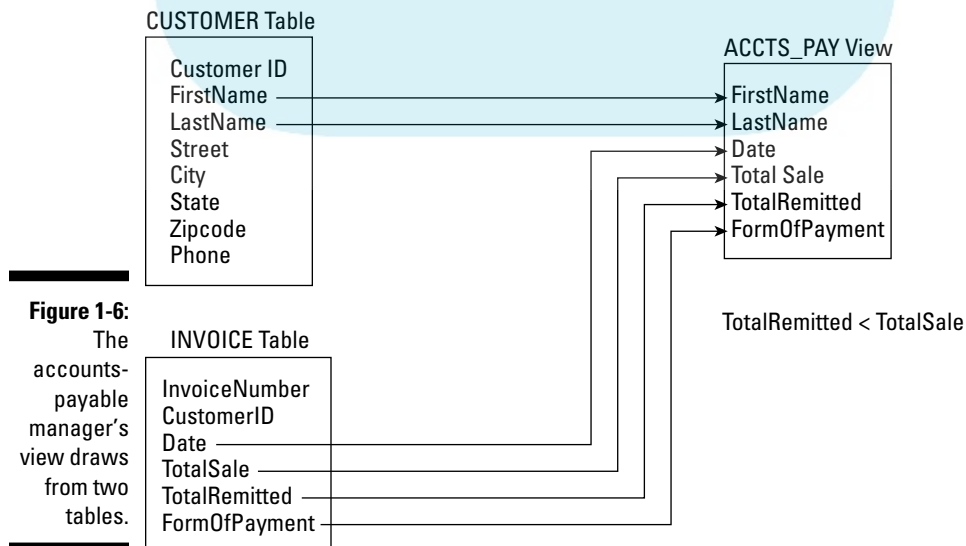 CUSTOMER Table
Customer ID
FirstName
LastName
Street
City
State
Zipcode
Phone
ACCTS_PAY View
FirstName
LastName
Date
Total Sale
TotalRemitted
FormOfPayment
TotalRemitted < TotalSale
Figure 1-6:
The
accounts-
payable
manager's
view draws
from two
tables.
INVOICE Table
InvoiceNumber
CustomerID
Date
TotalSale
TotalRemitted
FormOfPayment